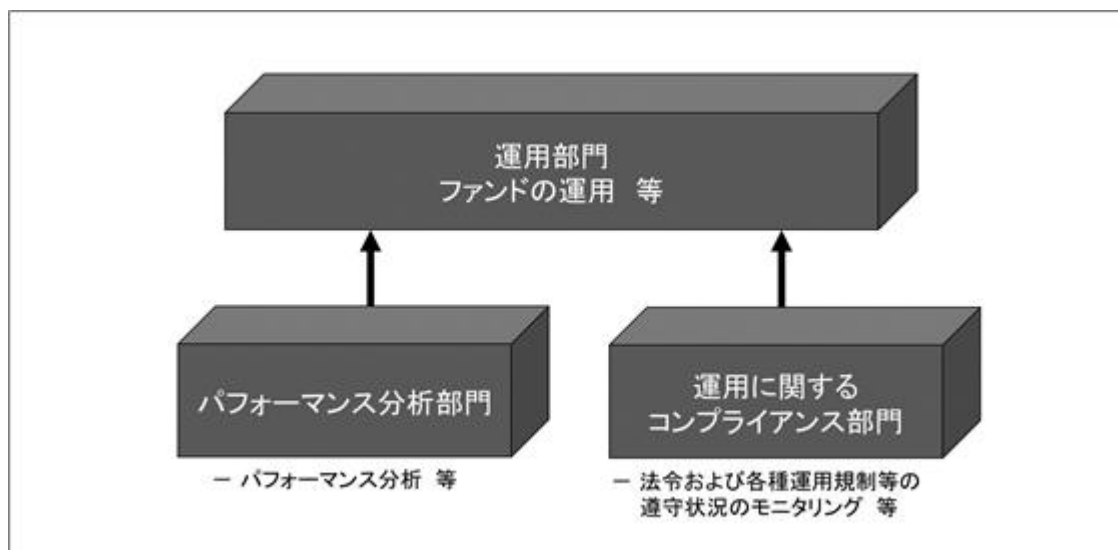 運用部門
ファンドの運用 等
パフォーマンス分析部門
－ パフォーマンス分析 等
運用に関する
コンプライアンス部門
－ 法令および各種運用規制等の
遵守状況のモニタリング 等